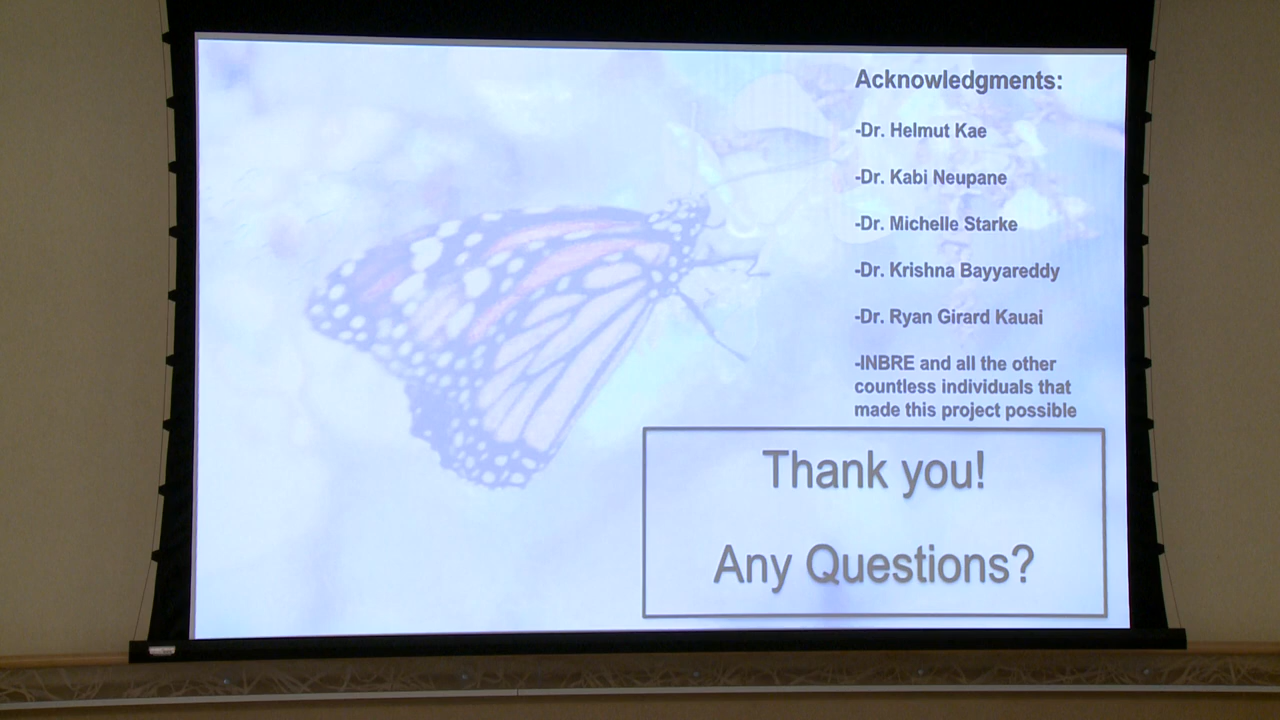 Acknowledgments:
-Dr. Helmut Kae
-Dr. Kabi Neupane
-Dr. Michelle Starke
-Dr. Krishna Bayyareddy
-Dr. Ryan Girard Kauai
-INBRE and all the other
countless individuals that
made this project possible
Thank you!
Any Questions?